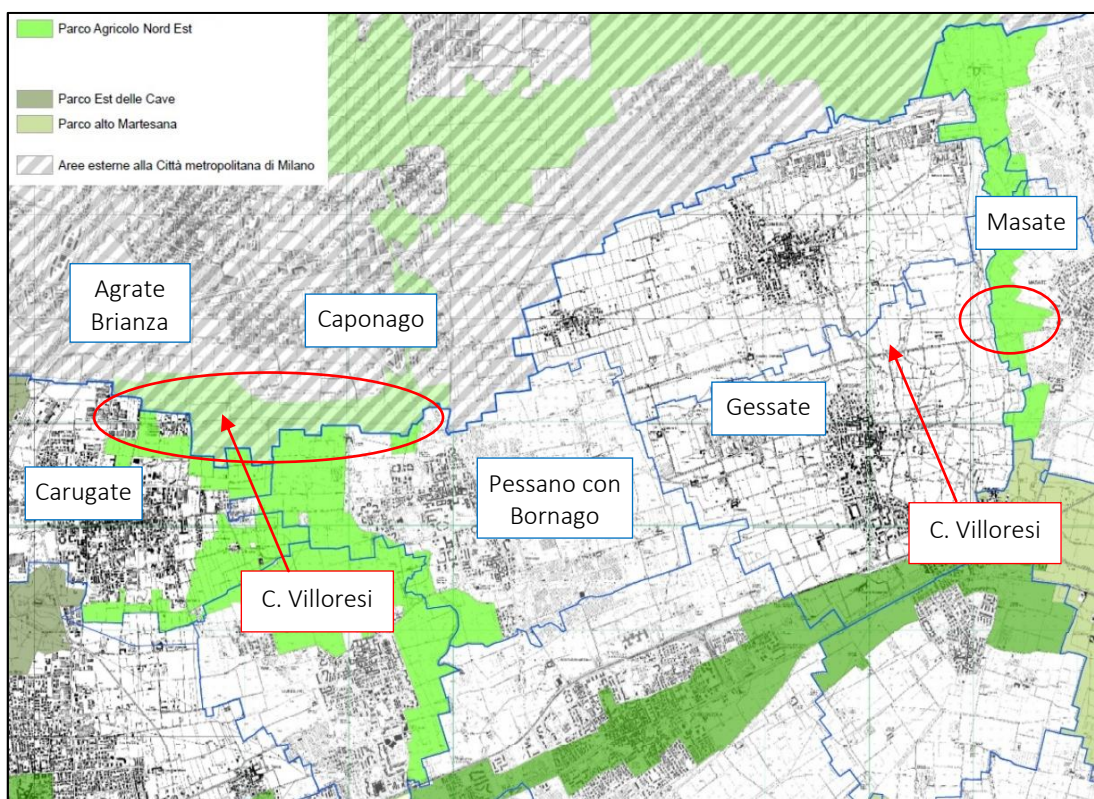 Parco Agricolo Nord Est
Parco Est delle Cave
Parco alto Martesana
Aree esterne alla Città metropolitana di Milano
Masate
Agrate
Brianza
Caponago
Gessate
Carugate
Pessano con
Bornago
C. Villoresi
C. Villoresi